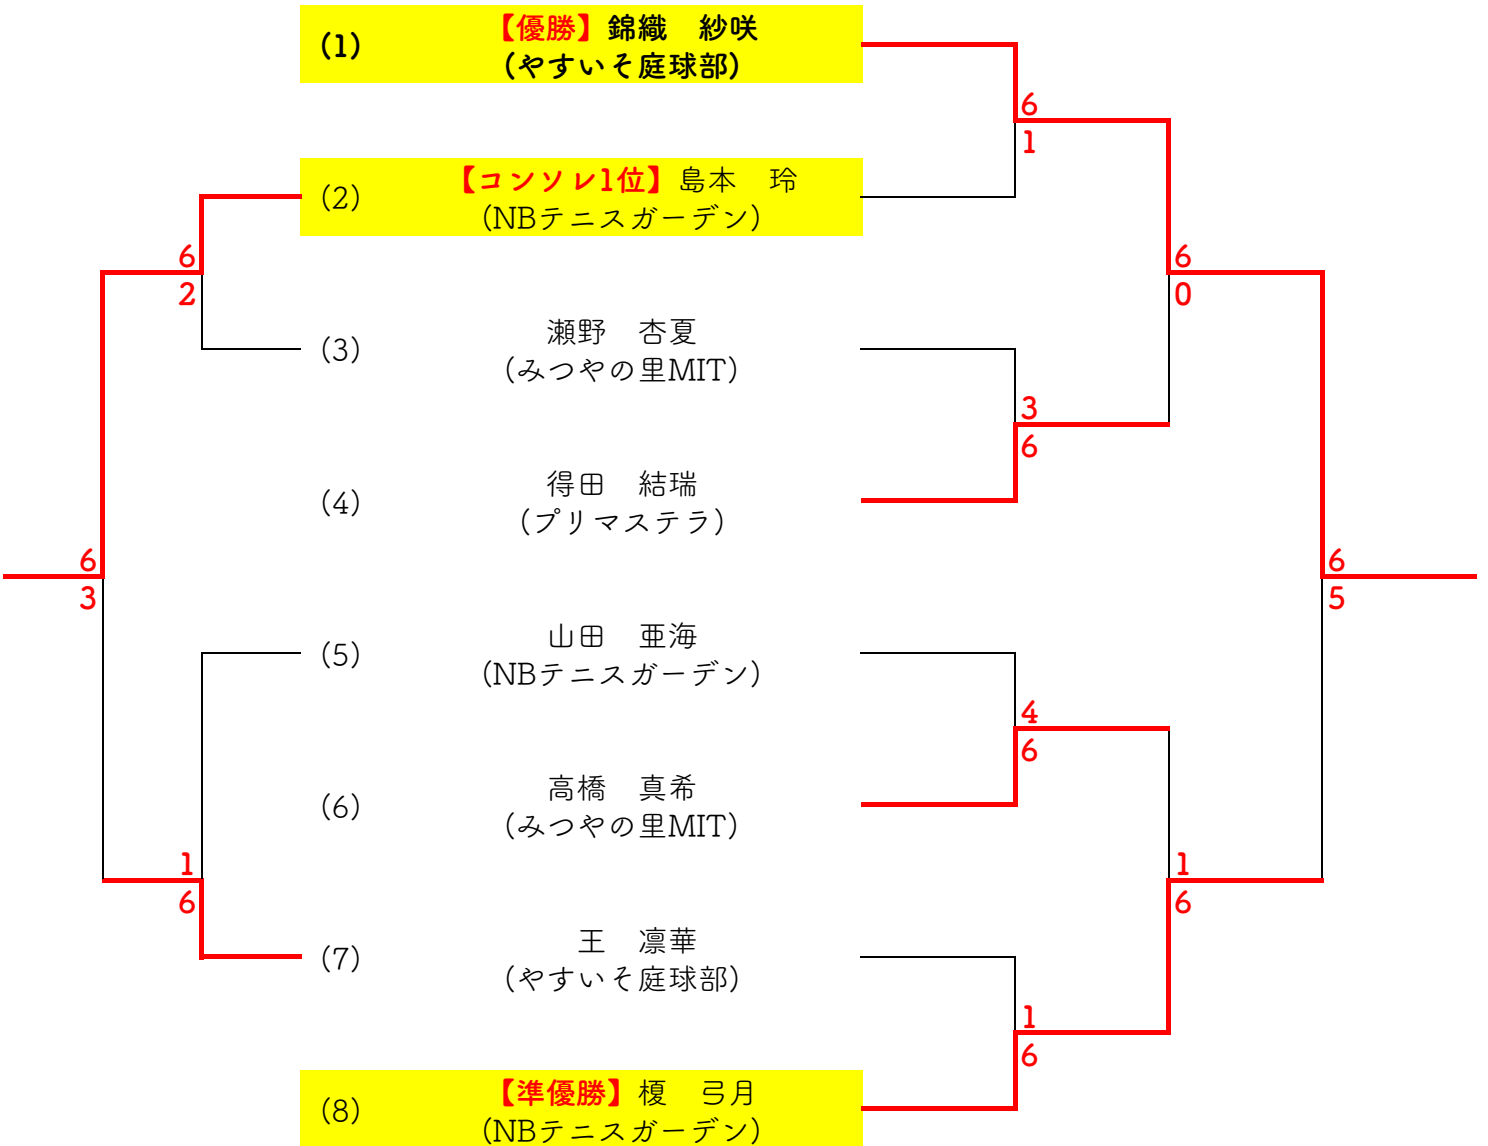 (1)
【優勝】錦織　紗咲
(やすいそ庭球部)
6
1
(2)
【コンソレ1位】島本　玲
(NBテニスガーデン)
6
2
6
0
(3)
瀬野　杏夏
(みつやの里MIT)
3
6
(4)
得田　結瑞
(プリマステラ)
6
3
6
5
(5)
山田　亜海
(NBテニスガーデン)
4
6
(6)
高橋　真希
(みつやの里MIT)
1
6
1
6
(7)
王　凛華
(やすいそ庭球部)
1
6
(8)
【準優勝】榎　弓月
(NBテニスガーデン)